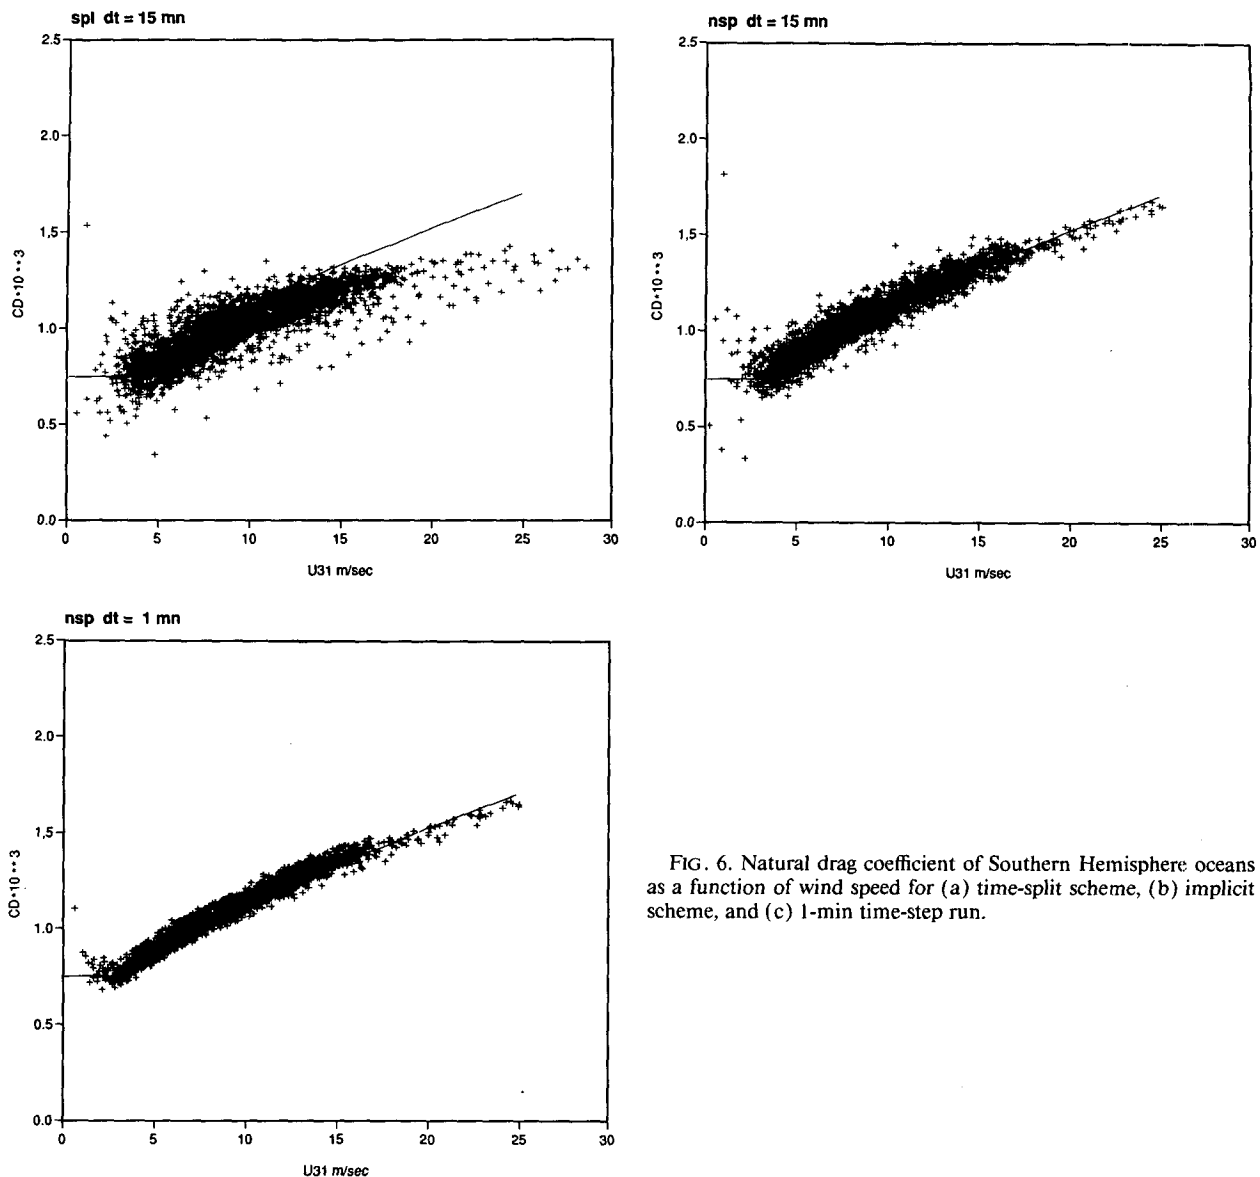 spl dt = 15 mn
2.5
2.0
1.5
1.0
0.5
0.0
CD*10**3
0 5 10 15 20 25 30
U31 m/sec
nsp dt = 15 mn
2.5
2.0
1.5
1.0
0.5
0.0
CD*10**3
0 5 10 15 20 25 30
U31 m/sec
nsp dt = 1 mn
2.5
2.0
1.5
1.0
0.5
0.0
CD*10**3
0 5 10 15 20 25 30
U31 m/sec
FIG. 6. Natural drag coefficient of Southern Hemisphere oceans
as a function of wind speed for (a) time-split scheme, (b) implicit
scheme, and (c) 1-min time-step run.